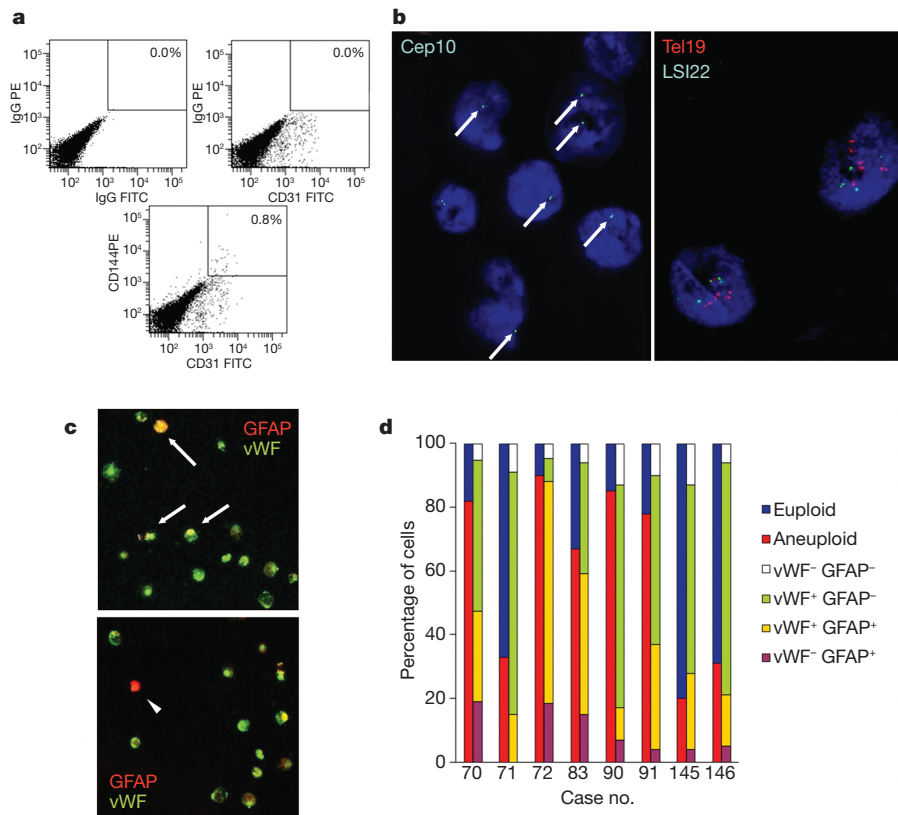 a
0.0%
IgG PE
10⁵
10⁴
10³
10²
10² 10³ 10⁴ 10⁵
IgG FITC
0.0%
IgG PE
10⁵
10⁴
10³
10²
10² 10³ 10⁴ 10⁵
CD31 FITC
0.8%
CD144PE
10⁵
10⁴
10³
10²
10² 10³ 10⁴ 10⁵
CD31 FITC
b
Cep10
Tel19
LSI22
c
GFAP
vWF
GFAP
vWF
d
Percentage of cells
100
80
60
40
20
0
70 71 72 83 90 91 145 146
Case no.
Euploid
Aneuploid
vWF⁻ GFAP⁻
vWF⁺ GFAP⁻
vWF⁺ GFAP⁺
vWF⁻ GFAP⁺